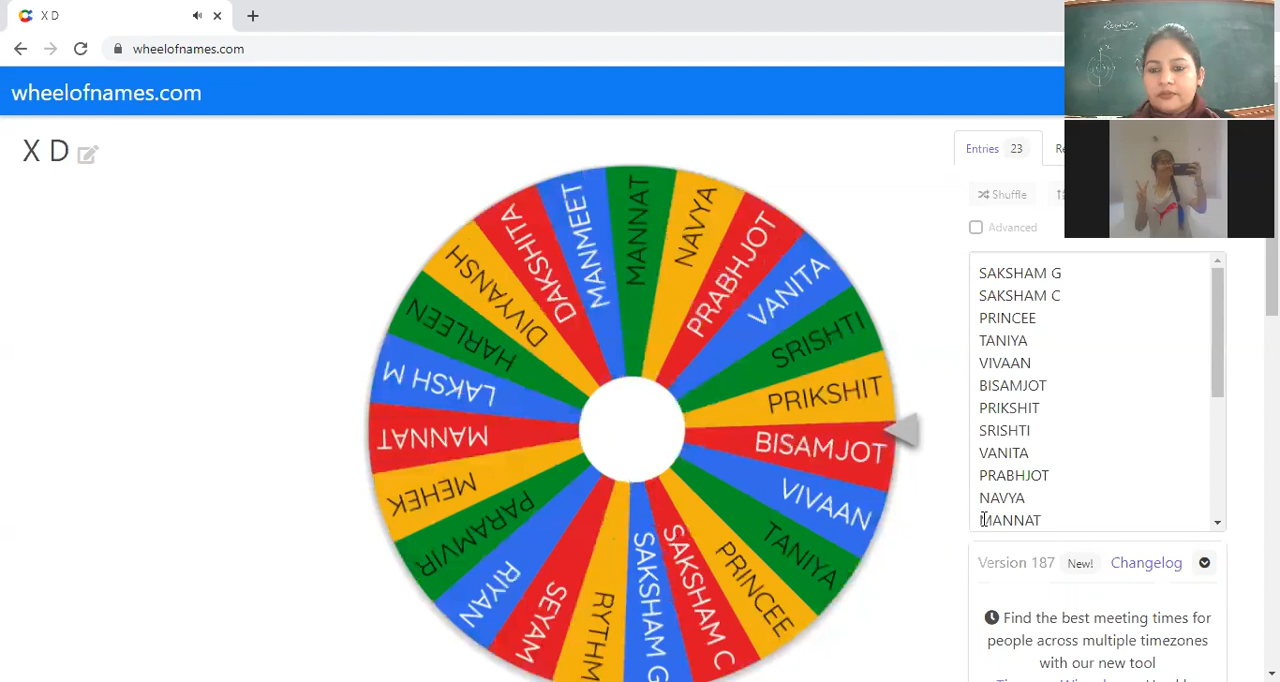 X D
wheelofnames.com
wheelofnames.com
X D
Entries 23
Re
Shuffle
Advanced
SAKSHAM G
SAKSHAM C
PRINCEE
TANIYA
VIVAAN
BISAMJOT
PRIKSHIT
SRISHTI
VANITA
PRABHJOT
NAVYA
MANNAT
MANNAT
NAVYA
PRABHJOT
VANITA
SRISHTI
PRIKSHIT
BISAMJOT
VIVAAN
TANIYA
PRINCEE
SAKSHAM C
SAKSHAM G
RYTHM
SEYAM
RIYAN
PARAMVIR
MEHEK
MANNAT
LAKSH M
HARLEEN
DIVYANSH
DAKSHITA
MANMEET
Version 187 New! Changelog
Find the best meeting times for
people across multiple timezones
with our new tool